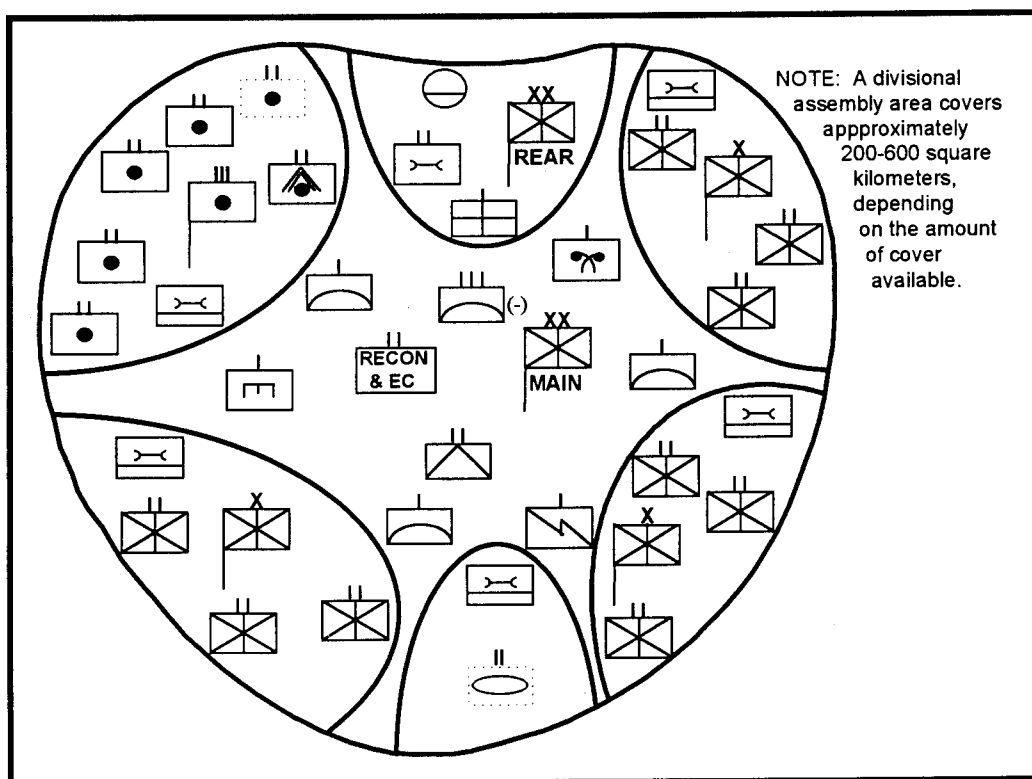 NOTE: A divisional
assembly area covers
appproximately
200-600 square
kilometers,
depending
on the amount
of cover
available.
XX
REAR
X
III
(-)
XX
MAIN
RECON
& EC
X
X